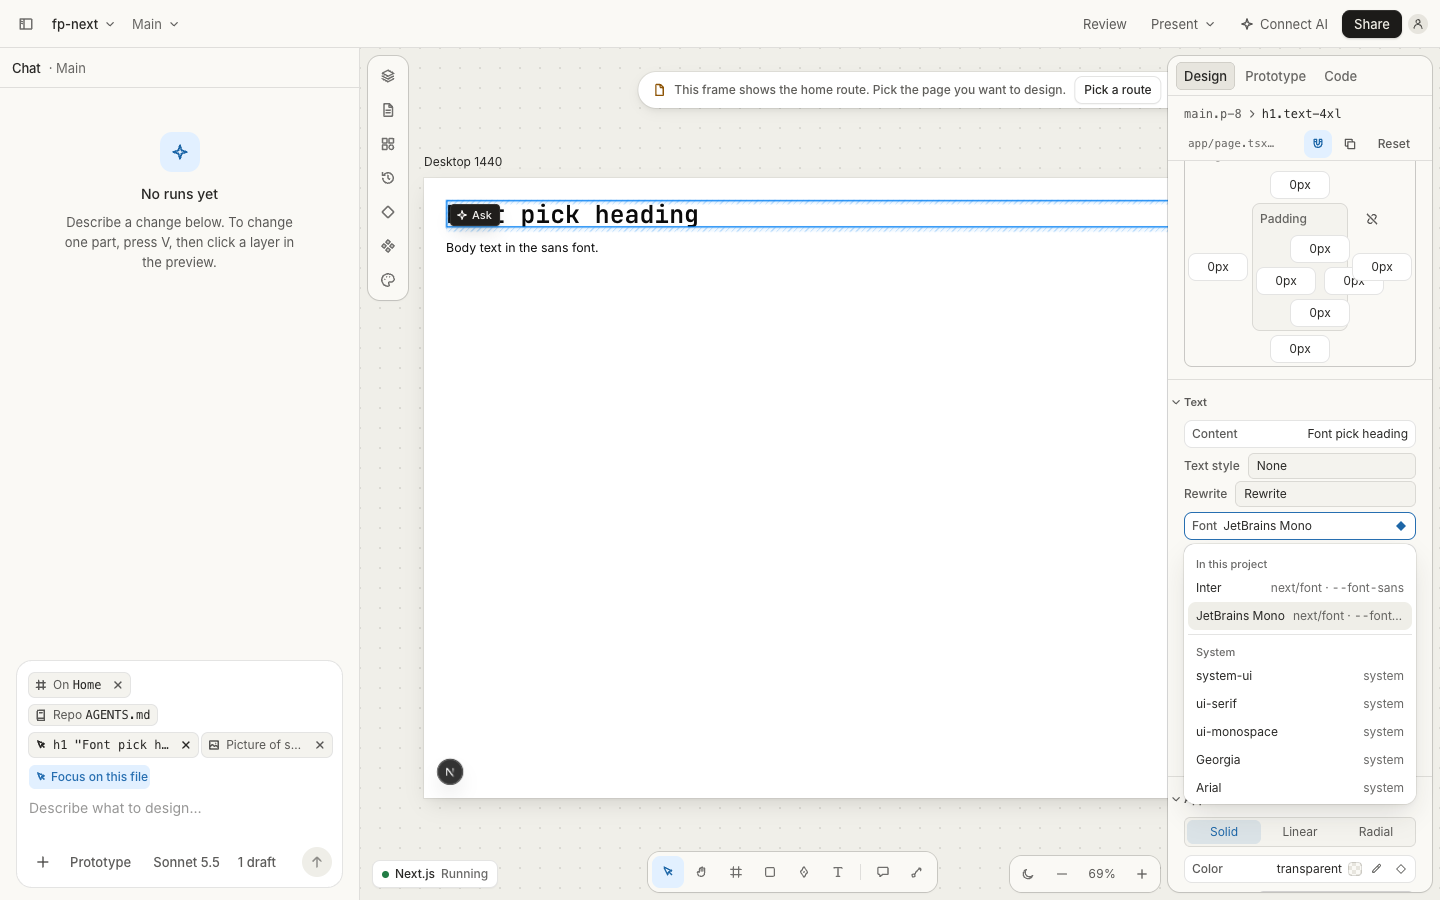 fp-next
Main
Review
Present
Connect AI
Share
Chat · Main
No runs yet
Describe a change below. To change
one part, press V, then click a layer in
the preview.
On Home
Repo AGENTS.md
h1 "Font pick h…
Picture of s…
Focus on this file
Describe what to design…
Prototype
Sonnet 5.5
1 draft
This frame shows the home route. Pick the page you want to design.
Pick a route
Desktop 1440
Ask
pick heading
Body text in the sans font.
N
Next.js Running
69%
Design
Prototype
Code
main.p-8 > h1.text-4xl
app/page.tsx…
Reset
0px
Padding
0px
0px
0px
0px
0px
0px
0px
Text
Content
Font pick heading
Text style
None
Rewrite
Rewrite
Font JetBrains Mono
In this project
Inter
next/font · --font-sans
JetBrains Mono
next/font · --font…
System
system-ui
system
ui-serif
system
ui-monospace
system
Georgia
system
Arial
system
Solid
Linear
Radial
Color
transparent